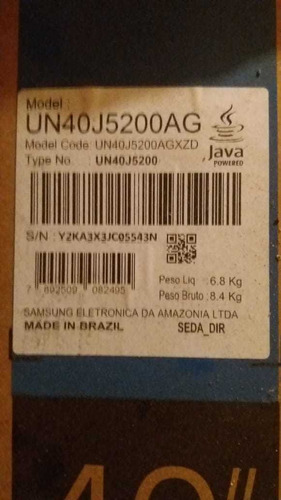 Model :
UN40J5200AG
Model Code: UN40J5200AGXZD
Java
POWERED
Type No. : UN40J5200
S/N : Y2KA3X3JC05543N
7 892509 082495
Peso Liq. : 6.8 Kg
Peso Bruto : 8.4 Kg
SAMSUNG ELETRONICA DA AMAZONIA LTDA
MADE IN BRAZIL SEDA_DIR
40"